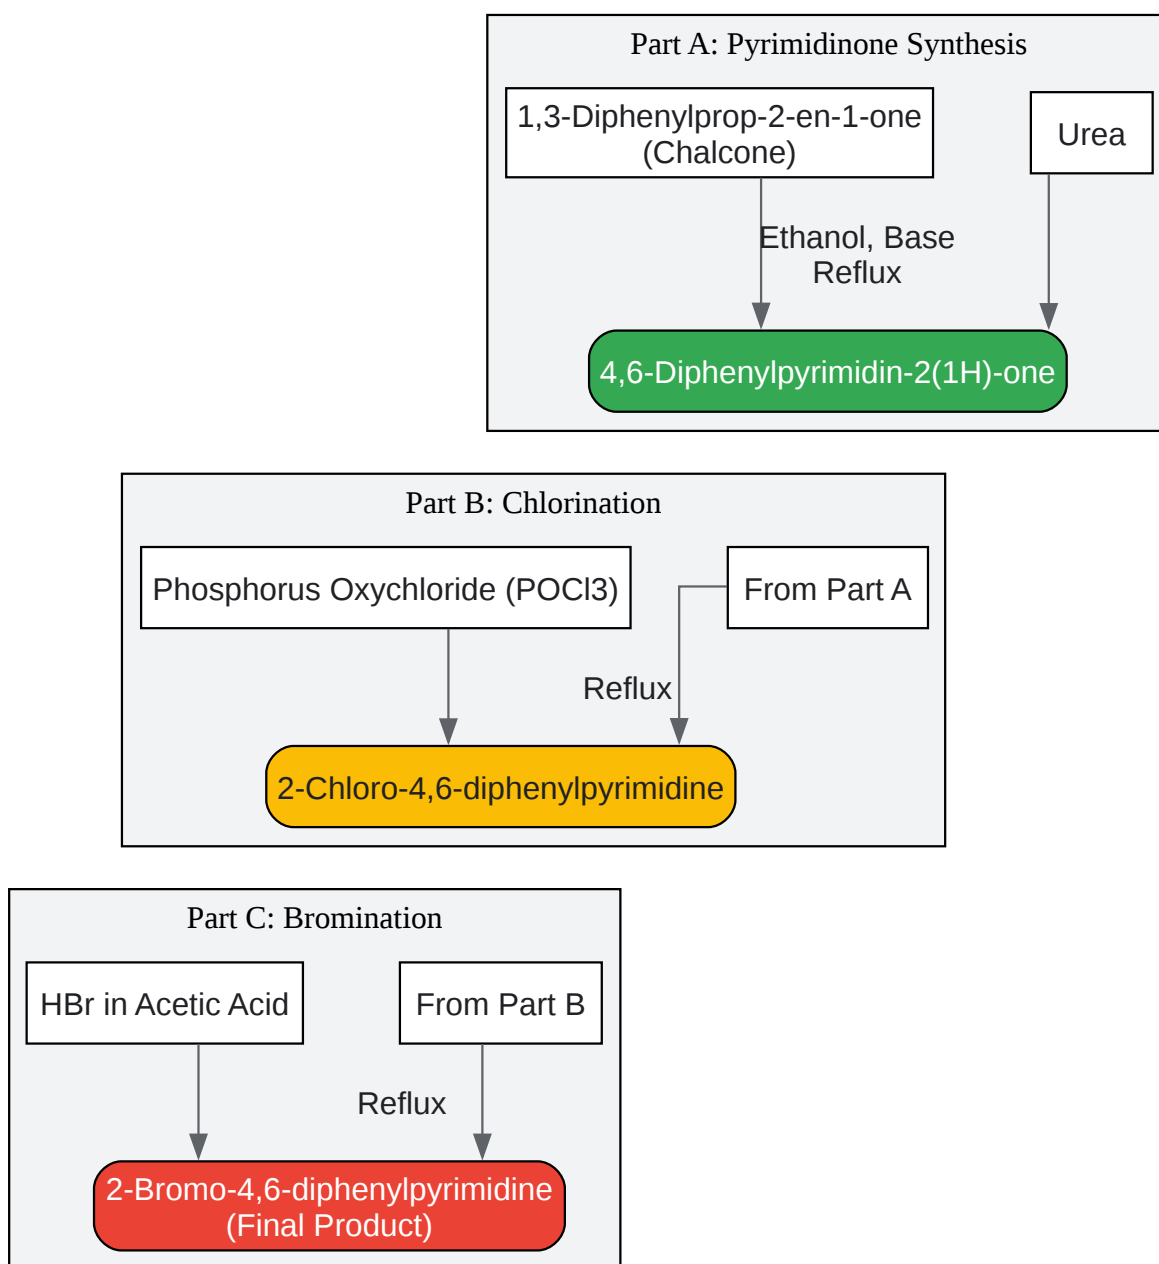 Part A: Pyrimidinone Synthesis
1,3-Diphenylprop-2-en-1-one
(Chalcone)
Urea
Ethanol, Base
Reflux
4,6-Diphenylpyrimidin-2(1H)-one
Part B: Chlorination
Phosphorus Oxychloride (POCl3)
From Part A
Reflux
2-Chloro-4,6-diphenylpyrimidine
Part C: Bromination
HBr in Acetic Acid
From Part B
Reflux
2-Bromo-4,6-diphenylpyrimidine
(Final Product)